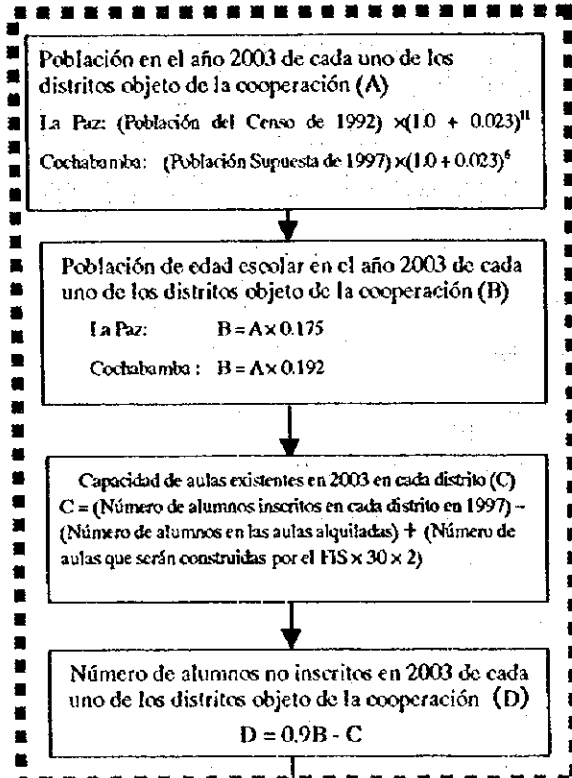 Población en el año 2003 de cada uno de los
distritos objeto de la cooperación (A)
La Paz: (Población del Censo de 1992) ×(1.0 + 0.023)¹¹
Cochabamba: (Población Supuesta de 1997)×(1.0+0.023)⁶
Población de edad escolar en el año 2003 de cada
uno de los distritos objeto de la cooperación (B)
La Paz: B = A × 0.175
Cochabamba : B = A× 0.192
Capacidad de aulas existentes en 2003 en cada distrito (C)
C = (Número de alumnos inscritos en cada distrito en 1997) –
(Número de alumnos en las aulas alquiladas) + (Número de
aulas que serán construidas por el FIS × 30 × 2)
Número de alumnos no inscritos en 2003 de cada
uno de los distritos objeto de la cooperación (D)
D = 0.9B - C